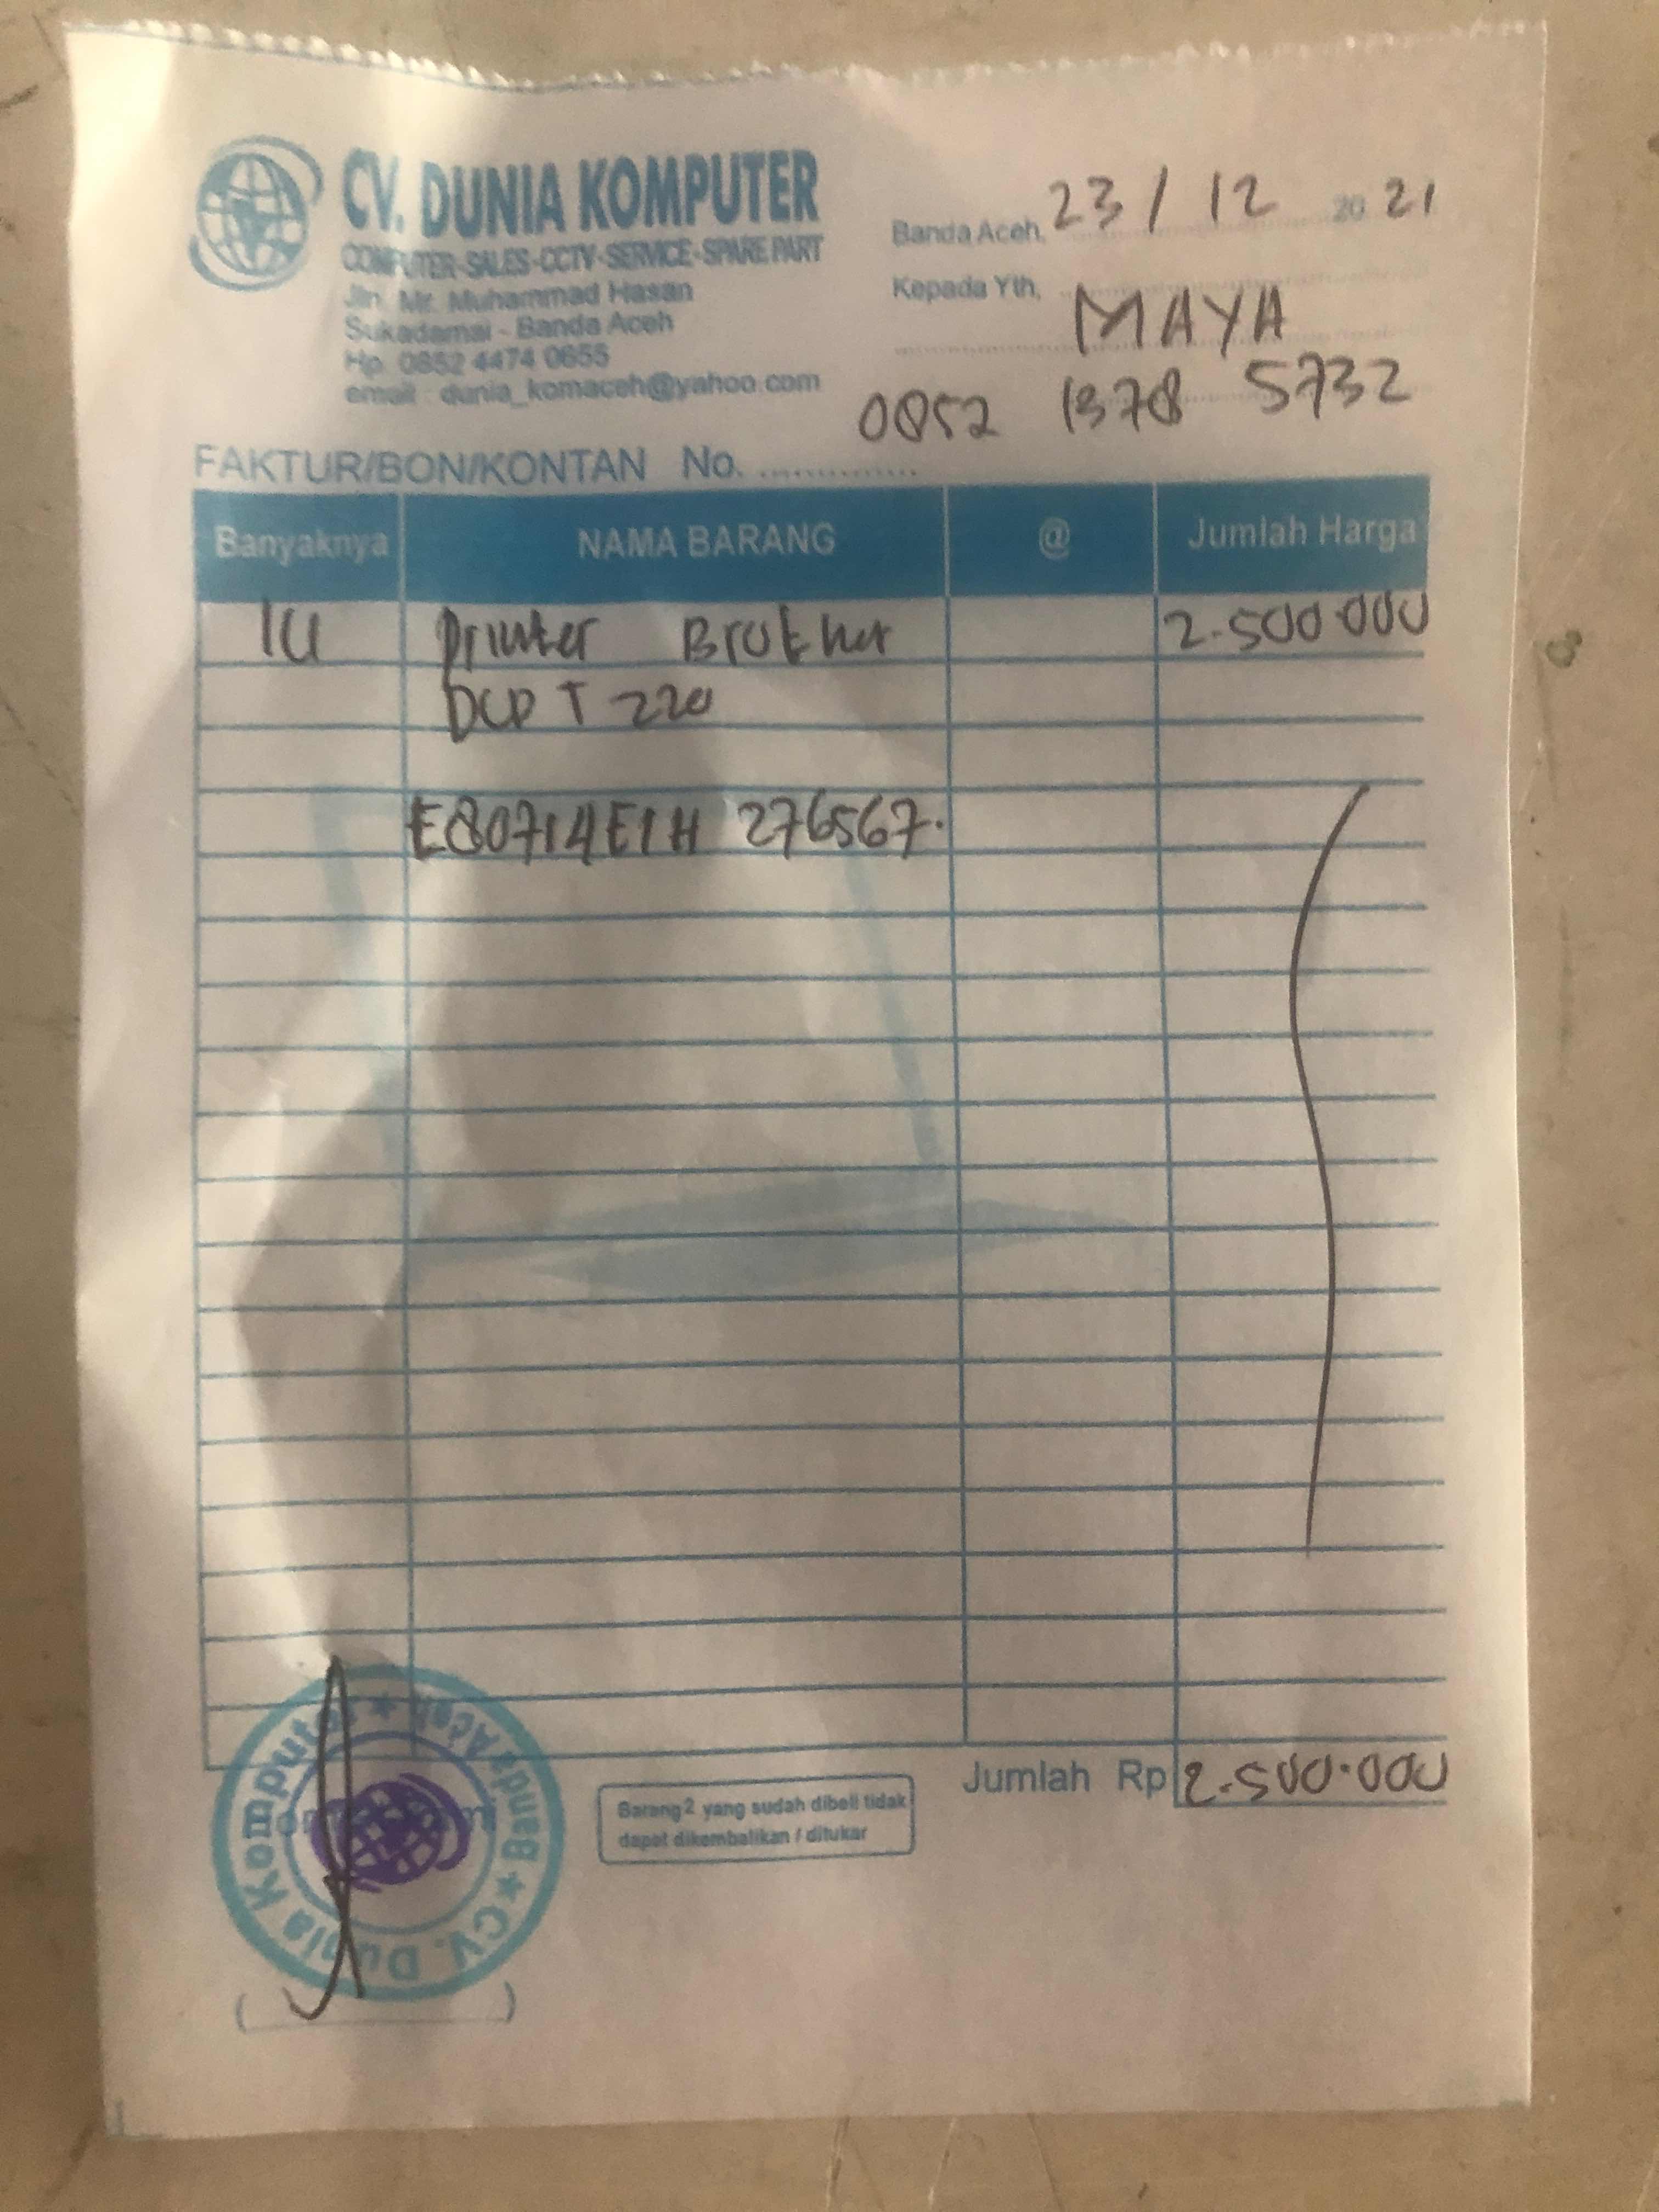 CV. DUNIA KOMPUTER
COMPUTER-SALES-CCTV-SERVICE-SPARE PART
Jln. Mr. Muhammad Hasan
Sukadamai - Banda Aceh
Hp. 0852 4474 0655
email : dunia_komaceh@yahoo.com
Banda Aceh, 23 / 12 20 21
Kepada Yth,
MAYA
0852 1378 5732
FAKTUR/BON/KONTAN No. ...............
Banyaknya NAMA BARANG @ Jumlah Harga
1U Printer Brother 2.500.000
DCP T 220
E80714E1H 276567.
Jumlah Rp 2.500.000
Barang2 yang sudah dibeli tidak
dapat dikembalikan / ditukar
CV. Dunia Komputer
Banda Aceh